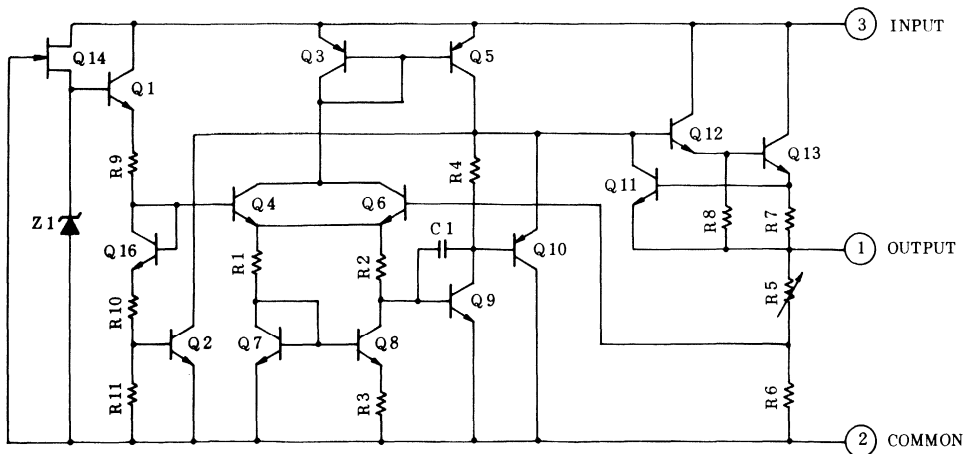 3 INPUT
Q14
Q3
Q5
Q1
Q12
Q13
R9
R4
Q11
Q4
Q6
R8
R7
Z1
C1
Q16
R1
R2
Q10
1 OUTPUT
R5
R10
Q9
Q2
Q7
Q8
R11
R3
R6
2 COMMON